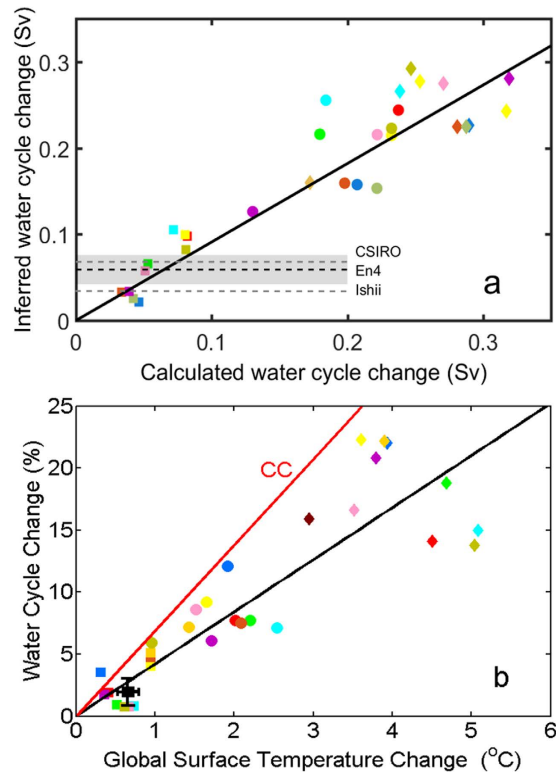 0.3
0.2
0.1
0
Inferred water cycle change (Sv)
CSIRO
En4
Ishii
a
0 0.1 0.2 0.3
Calculated water cycle change (Sv)
25
20
15
10
5
0
Water Cycle Change (%)
CC
b
0 1 2 3 4 5 6
Global Surface Temperature Change (°C)